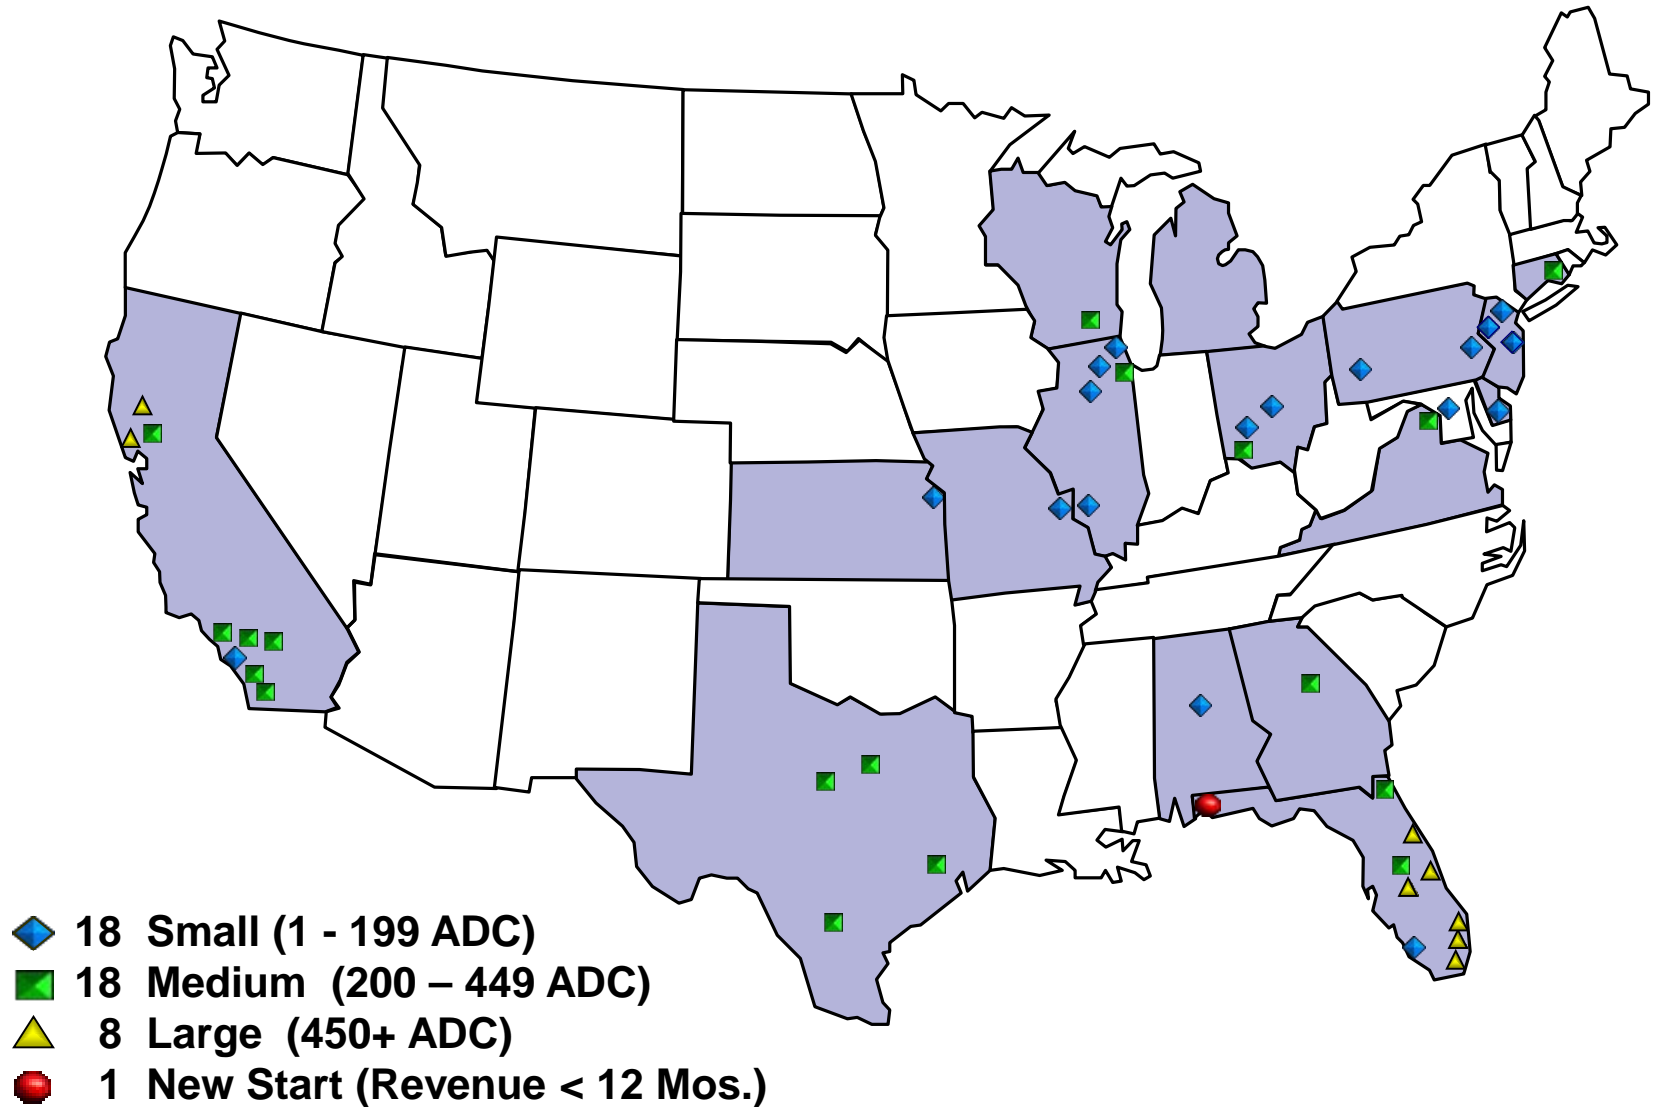 18 Small (1 - 199 ADC)
18 Medium (200 – 449 ADC)
8 Large (450+ ADC)
1 New Start (Revenue < 12 Mos.)